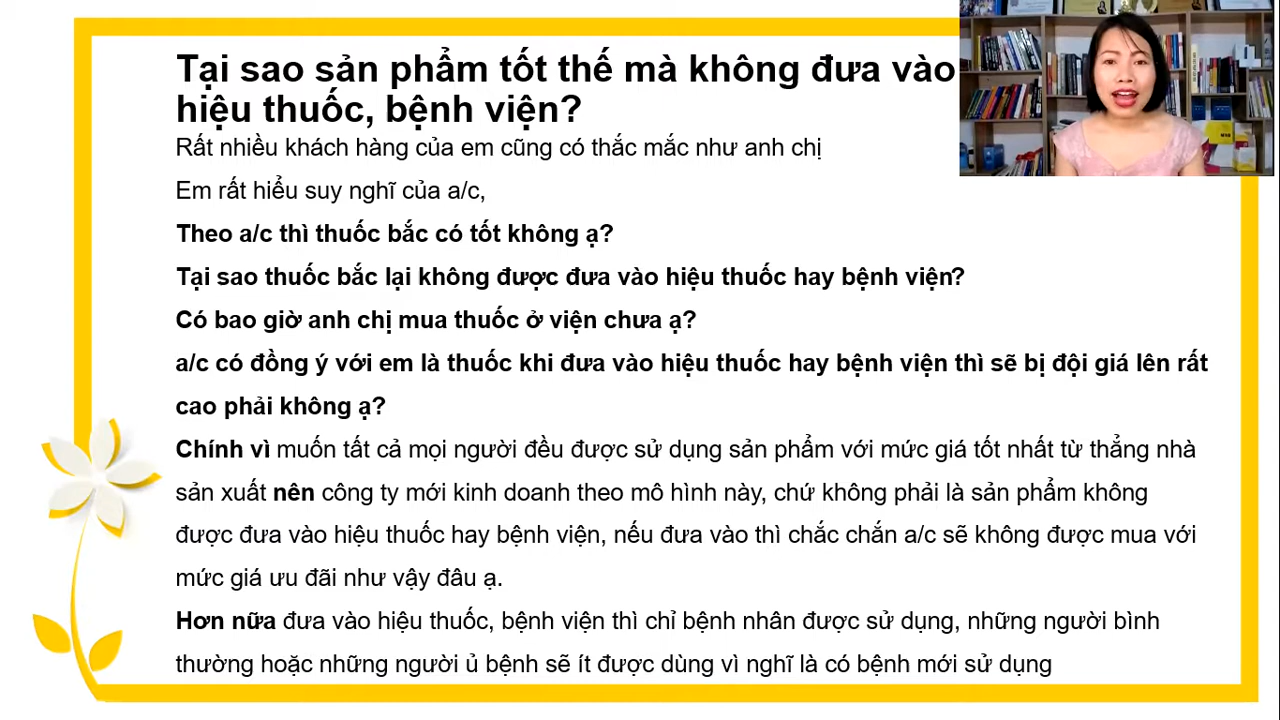 Tại sao sản phẩm tốt thế mà không đưa vào
hiệu thuốc, bệnh viện?
Rất nhiều khách hàng của em cũng có thắc mắc như anh chị
Em rất hiểu suy nghĩ của a/c,
Theo a/c thì thuốc bắc có tốt không ạ?
Tại sao thuốc bắc lại không được đưa vào hiệu thuốc hay bệnh viện?
Có bao giờ anh chị mua thuốc ở viện chưa ạ?
a/c có đồng ý với em là thuốc khi đưa vào hiệu thuốc hay bệnh viện thì sẽ bị đội giá lên rất
cao phải không ạ?
Chính vì muốn tất cả mọi người đều được sử dụng sản phẩm với mức giá tốt nhất từ thẳng nhà
sản xuất nên công ty mới kinh doanh theo mô hình này, chứ không phải là sản phẩm không
được đưa vào hiệu thuốc hay bệnh viện, nếu đưa vào thì chắc chắn a/c sẽ không được mua với
mức giá ưu đãi như vậy đâu ạ.
Hơn nữa đưa vào hiệu thuốc, bệnh viện thì chỉ bệnh nhân được sử dụng, những người bình
thường hoặc những người ủ bệnh sẽ ít được dùng vì nghĩ là có bệnh mới sử dụng